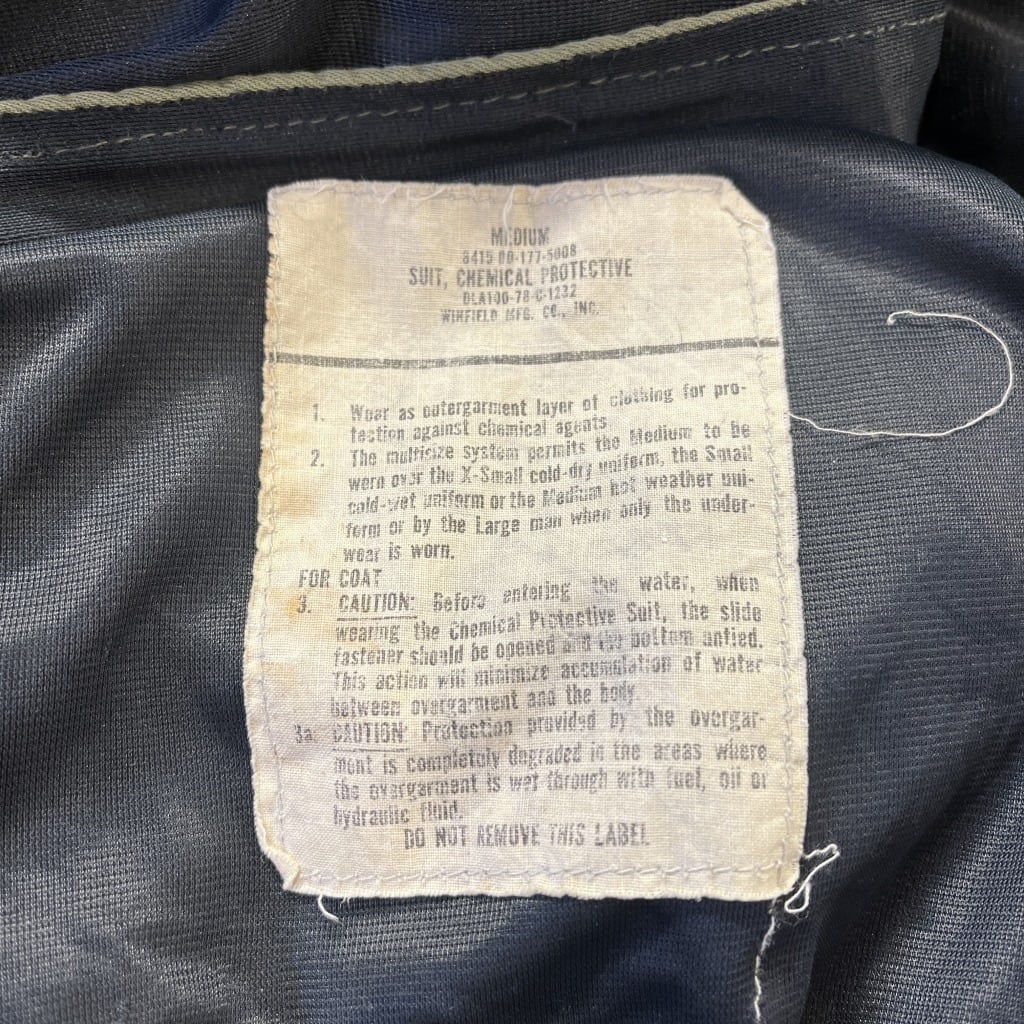 MEDIUM
8415 00-177-5008
SUIT, CHEMICAL PROTECTIVE
DLA100-78-C-1232
WINFIELD MFG. CO., INC.
1. Wear as outergarment layer of clothing for pro-
tection against chemical agents.
2. The multisize system permits the Medium to be
worn over the X-Small cold-dry uniform, the Small
cold-wet uniform or the Medium hot weather uni-
form or by the Large man when only the under-
wear is worn.
FOR COAT
3. CAUTION: Before entering the water, when
wearing the Chemical Protective Suit, the slide
fastener should be opened and the bottom untied.
This action will minimize accumulation of water
between overgarment and the body.
3a CAUTION: Protection provided by the overgar-
ment is completely degraded in the areas where
the overgarment is wet through with fuel, oil or
hydraulic fluid.
DO NOT REMOVE THIS LABEL